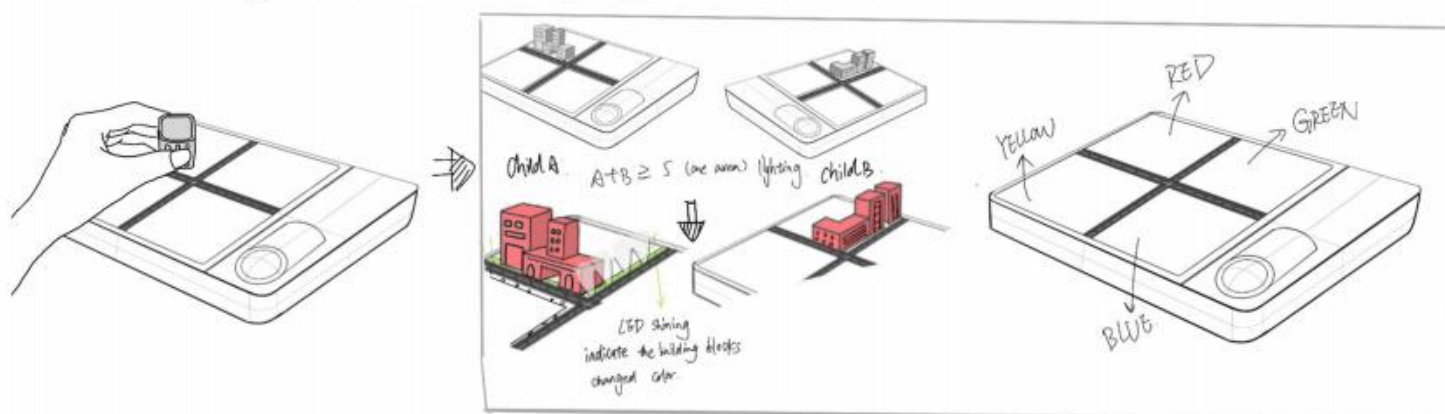 Child A.
A+B ≥ 5 (one area) lighting
Child B.
LED shining
indicate the building blocks
changed color.
RED
GREEN
YELLOW
BLUE.